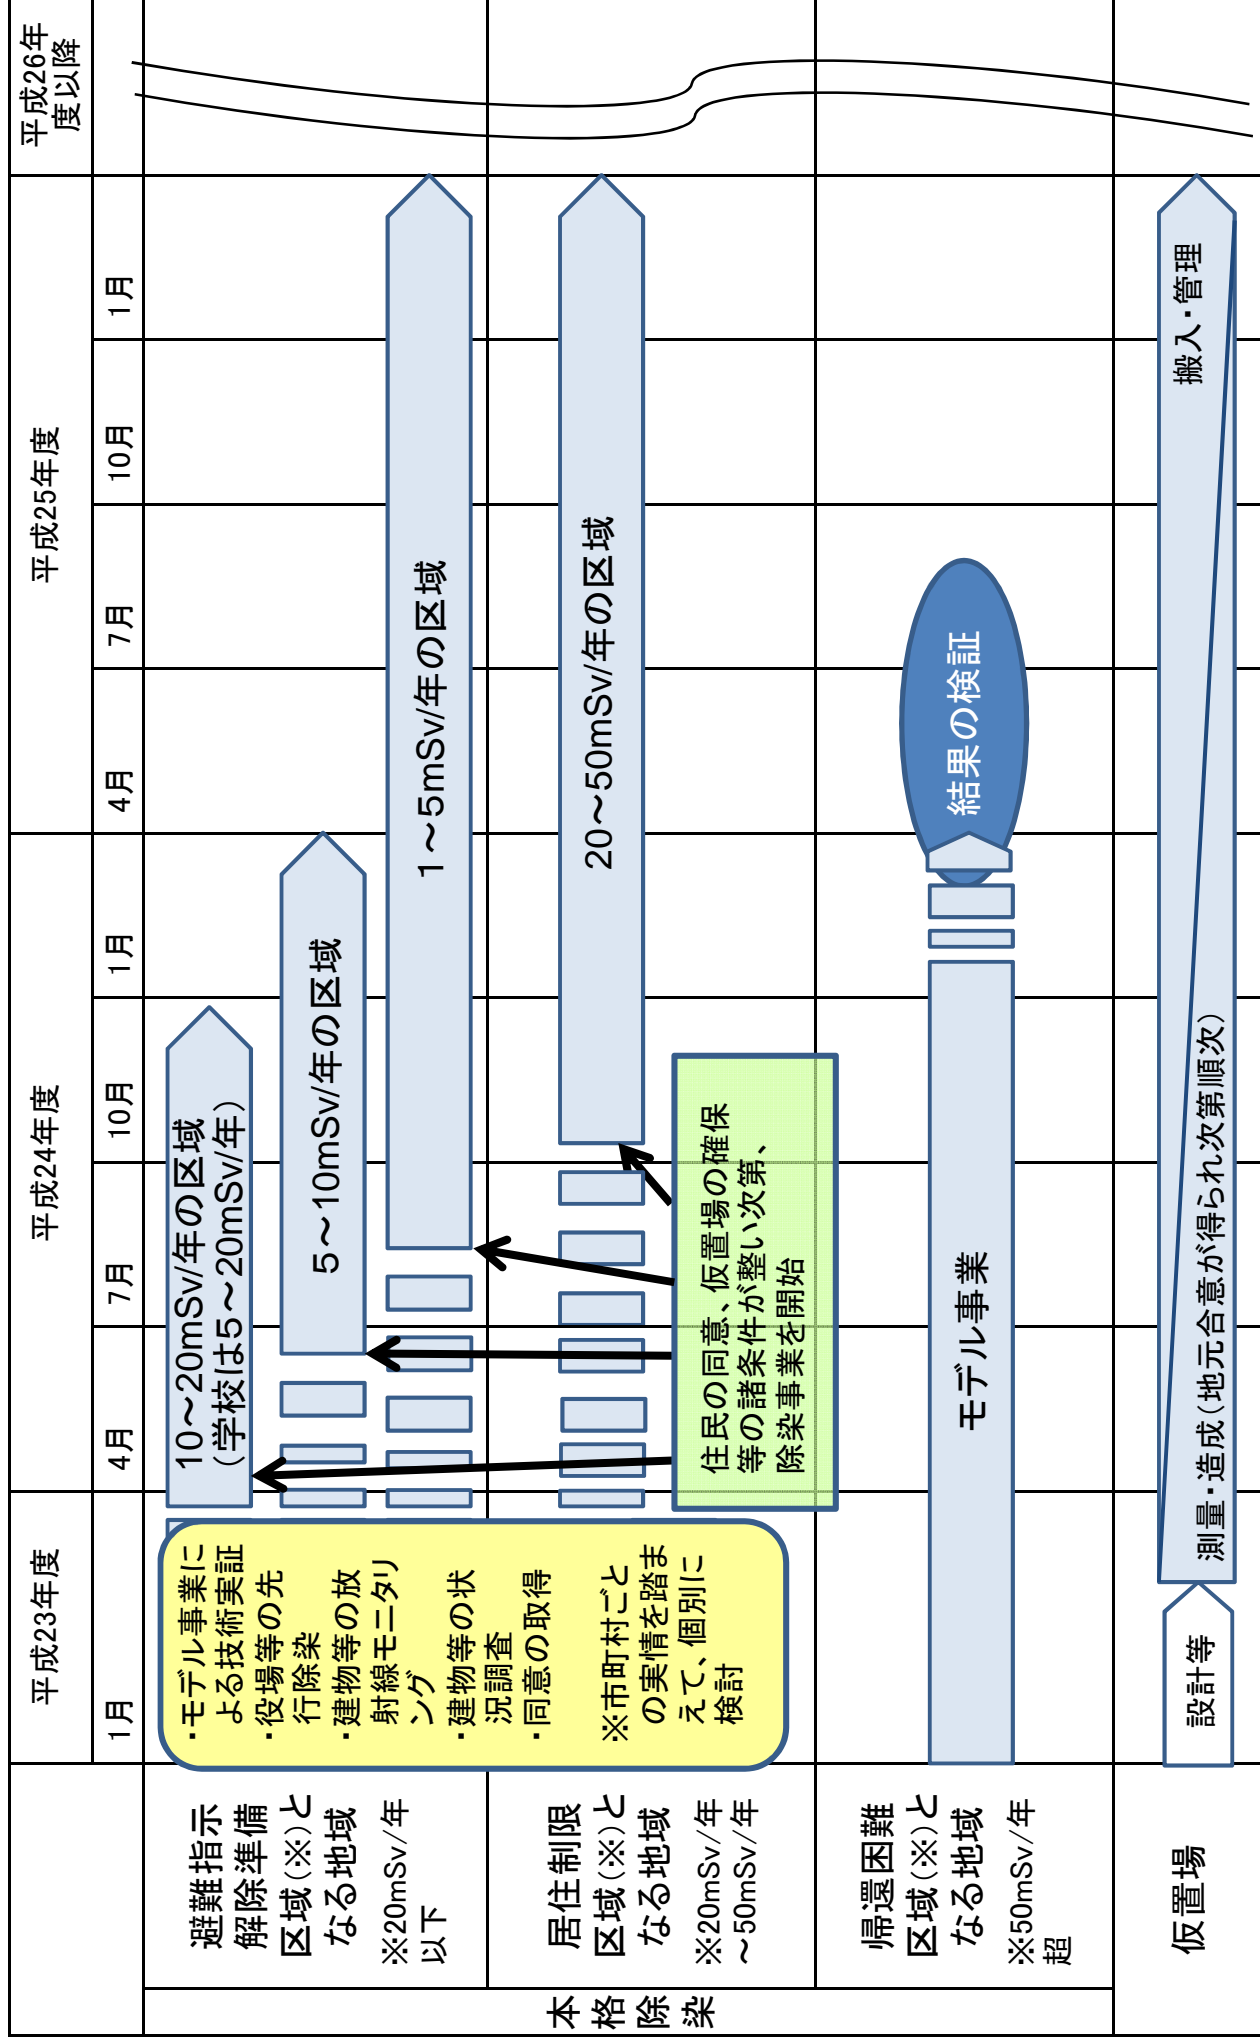 平成23年度
平成24年度
平成25年度
平成26年
度以降
1月
4月
7月
10月
1月
4月
7月
10月
1月
本格除染
避難指示
解除準備
区域(※)と
なる地域
※20mSv/年
以下
・モデル事業に
よる技術実証
・役場等の先
行除染
・建物等の放
射線モニタリ
ング
・建物等の状
況調査
・同意の取得
※市町村ごと
の実情を踏ま
えて、個別に
検討
10～20mSv/年の区域
(学校は5～20mSv/年)
5～10mSv/年の区域
1～5mSv/年の区域
居住制限
区域(※)と
なる地域
※20mSv/年
～50mSv/年
20～50mSv/年の区域
住民の同意、仮置場の確保
等の諸条件が整い次第、
除染事業を開始
帰還困難
区域(※)と
なる地域
※50mSv/年
超
モデル事業
結果の検証
仮置場
設計等
測量・造成(地元合意が得られ次第順次)
搬入・管理